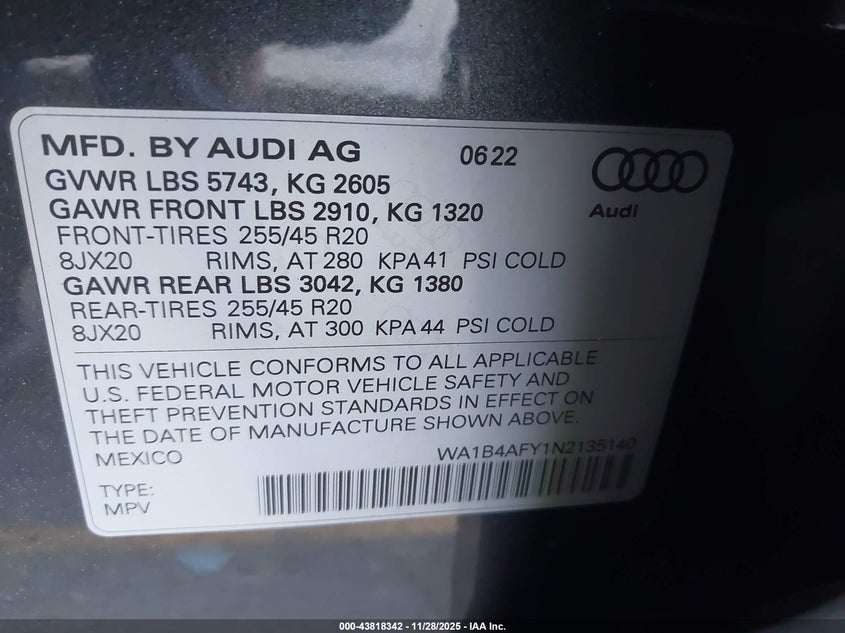 MFD. BY AUDI AG 0622
Audi
GVWR LBS 5743, KG 2605
GAWR FRONT LBS 2910, KG 1320
FRONT-TIRES 255/45 R20
8JX20 RIMS, AT 280 KPA 41 PSI COLD
GAWR REAR LBS 3042, KG 1380
REAR-TIRES 255/45 R20
8JX20 RIMS, AT 300 KPA 44 PSI COLD
THIS VEHICLE CONFORMS TO ALL APPLICABLE
U.S. FEDERAL MOTOR VEHICLE SAFETY AND
THEFT PREVENTION STANDARDS IN EFFECT ON
THE DATE OF MANUFACTURE SHOWN ABOVE.
MEXICO WA1B4AFY1N2135140
TYPE:
MPV
000-43818342 - 11/28/2025 - IAA Inc.